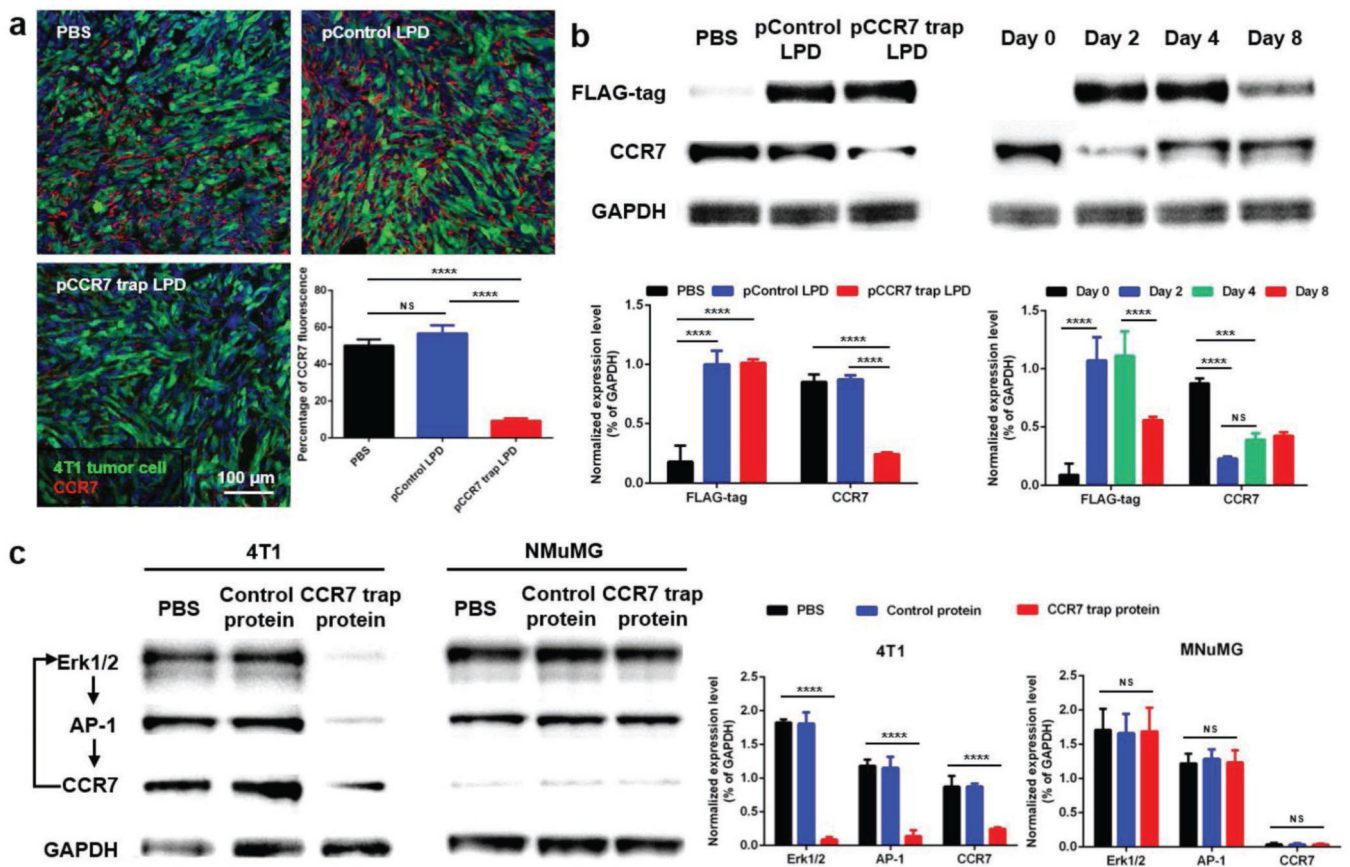 a
PBS
pControl LPD
pCCR7 trap LPD
4T1 tumor cell
CCR7
100 μm
Percentage of CCR7 fluorescence
80
60
40
20
0
****
NS
****
PBS
pControl LPD
pCCR7 trap LPD
b
PBS
pControl LPD
pCCR7 trap LPD
Day 0
Day 2
Day 4
Day 8
FLAG-tag
CCR7
GAPDH
PBS
pControl LPD
pCCR7 trap LPD
Normalized expression level
(% of GAPDH)
1.5
1.0
0.5
0.0
****
****
****
****
FLAG-tag
CCR7
Day 0
Day 2
Day 4
Day 8
Normalized expression level
(% of GAPDH)
1.5
1.0
0.5
0.0
****
****
***
****
NS
FLAG-tag
CCR7
c
4T1
NMuMG
PBS
Control protein
CCR7 trap protein
PBS
Control protein
CCR7 trap protein
Erk1/2
AP-1
CCR7
GAPDH
PBS
Control protein
CCR7 trap protein
4T1
Normalized expression level
(% of GAPDH)
2.5
2.0
1.5
1.0
0.5
0.0
****
****
****
Erk1/2
AP-1
CCR7
MNuMG
Normalized expression level
(% of GAPDH)
2.5
2.0
1.5
1.0
0.5
0.0
NS
NS
NS
Erk1/2
AP-1
CCR7